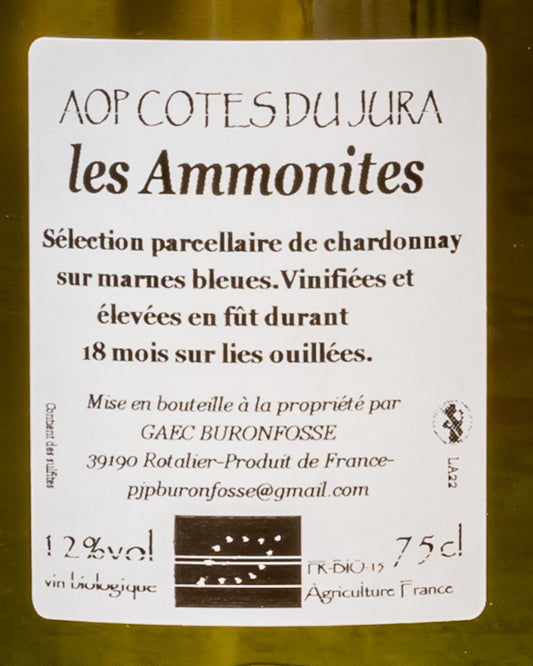 AOP COTES DU JURA
les Ammonites
Sélection parcellaire de chardonnay
sur marnes bleues. Vinifiées et
élevées en fût durant
18 mois sur lies ouillées.
Mise en bouteille à la propriété par
GAEC BURONFOSSE
39190 Rotalier-Produit de France-
pjpburonfosse@gmail.com
Contient des sulfites
LA22
12%vol
75cl
FR-BIO-15
vin biologique
Agriculture France